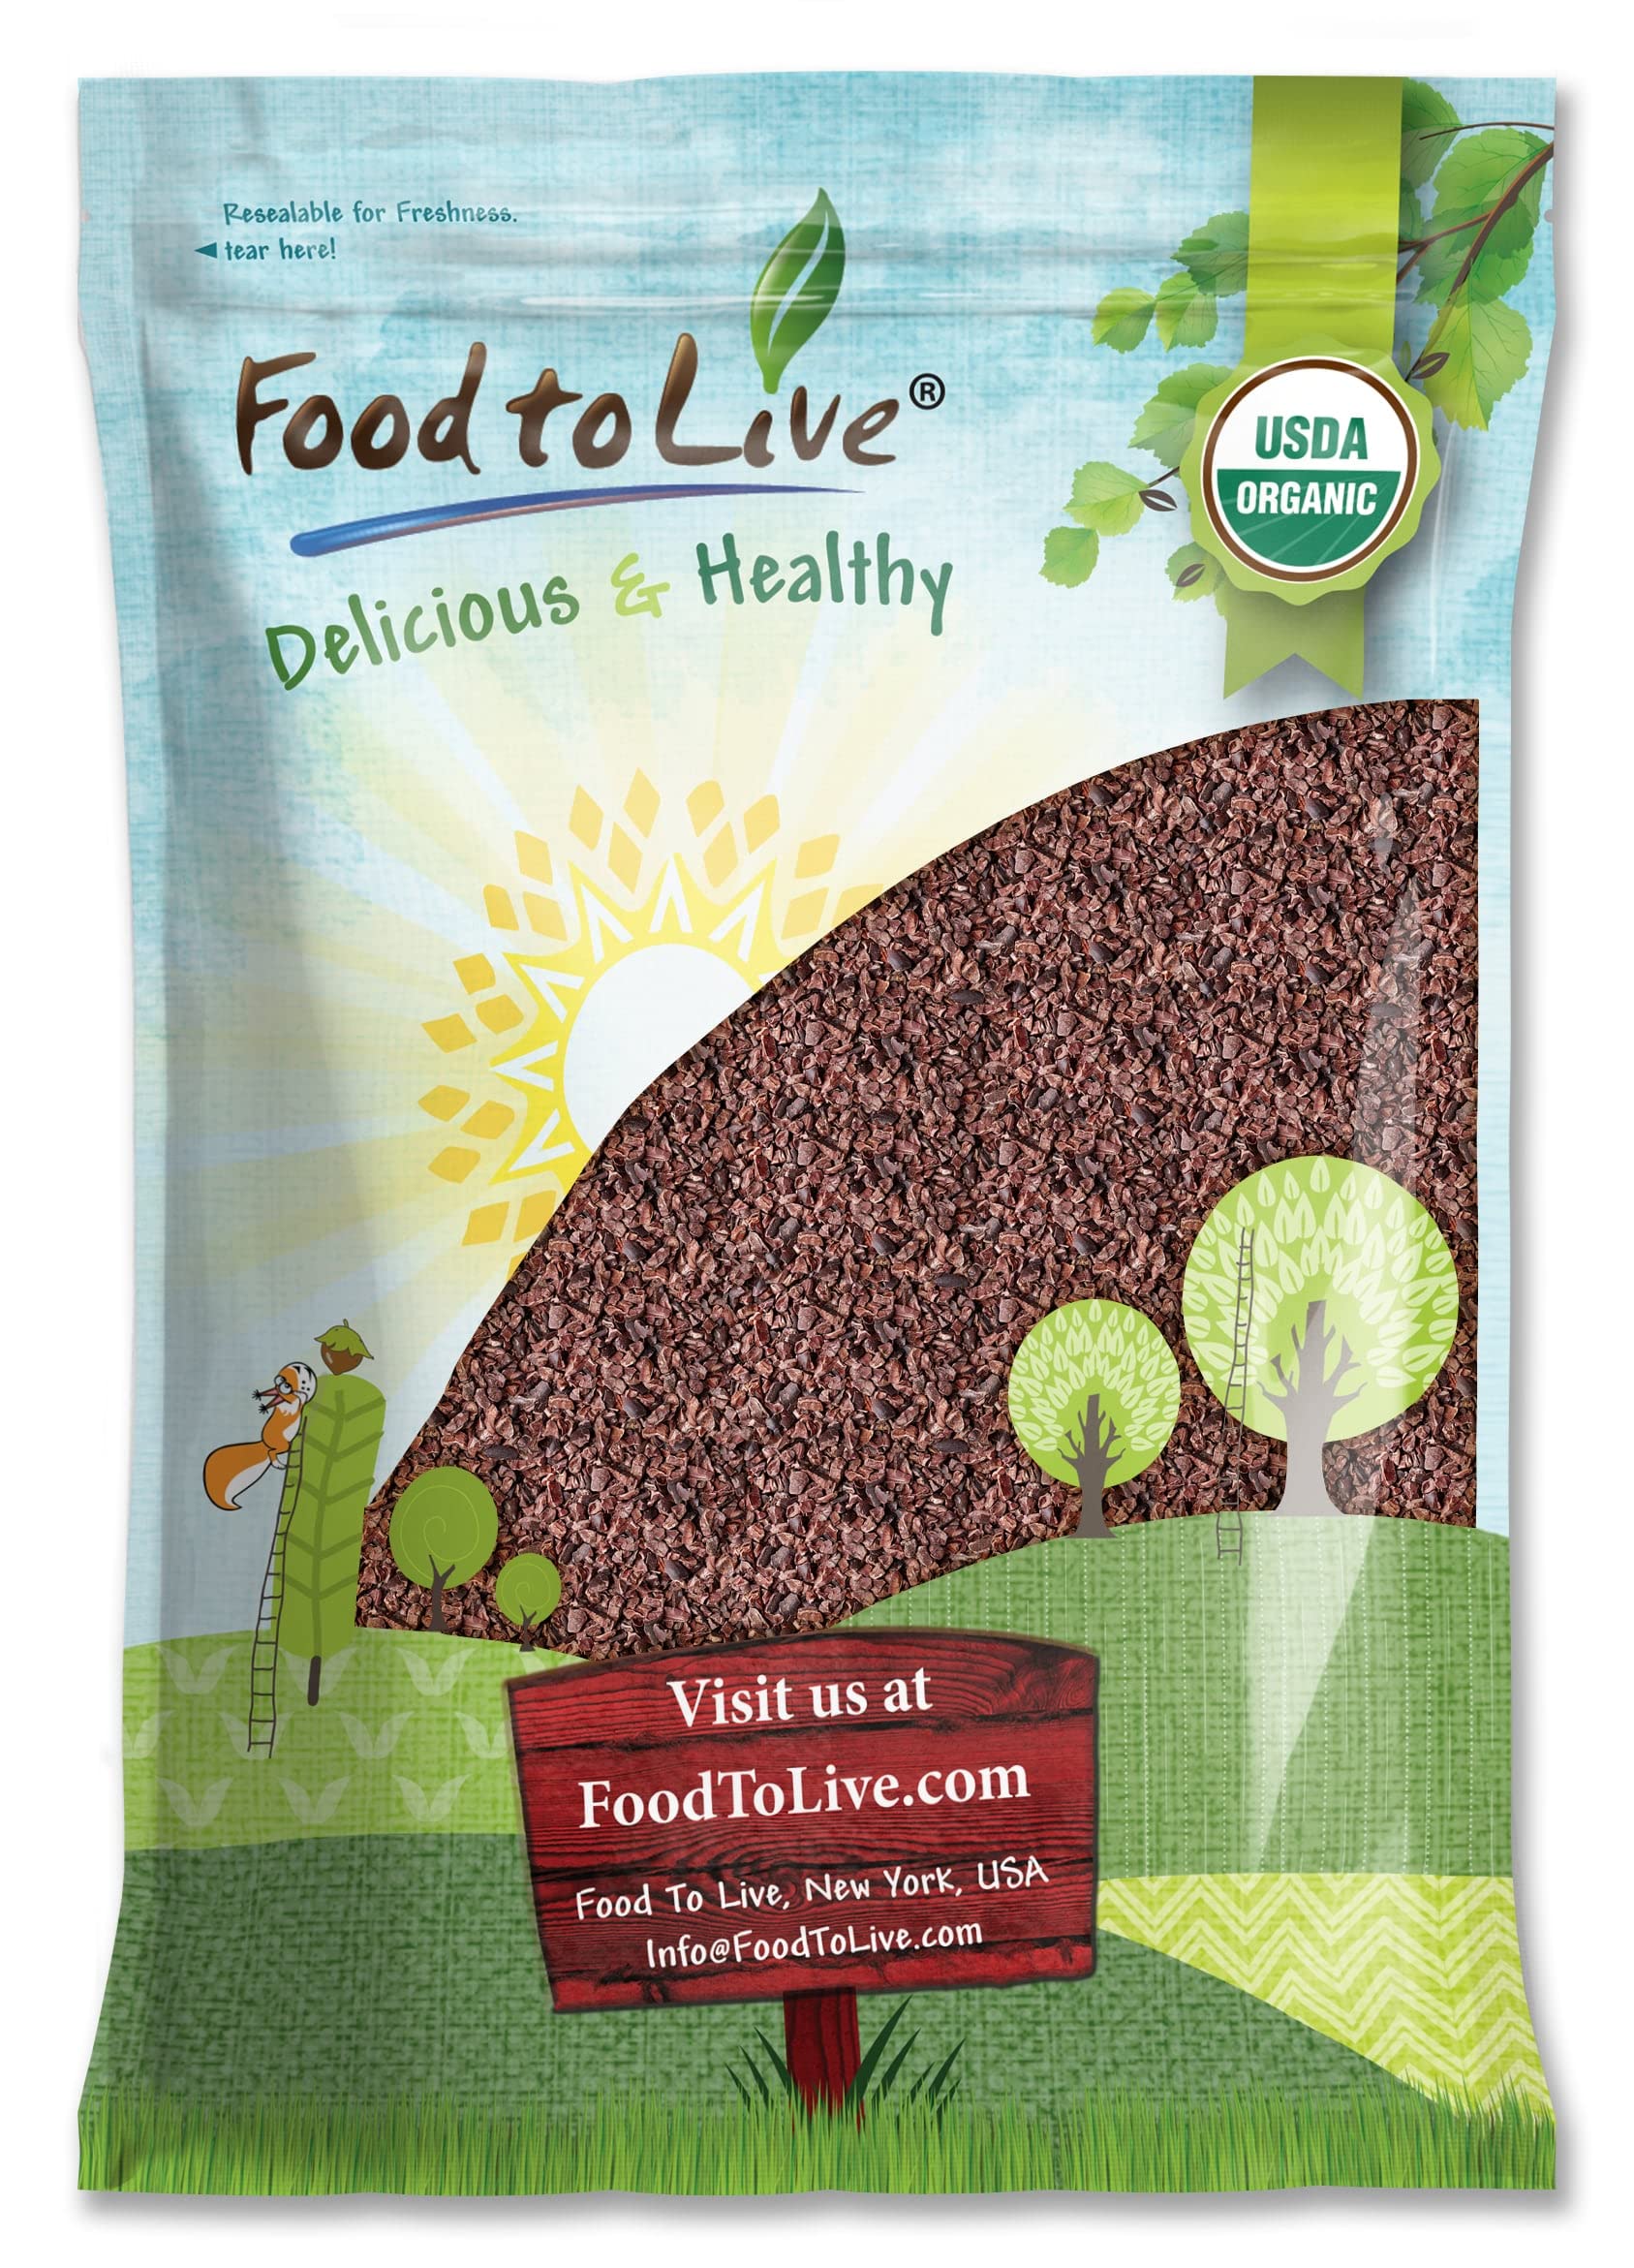 Resealable for Freshness.
tear here!
Food to Live®
Delicious & Healthy
USDA
ORGANIC
Visit us at
FoodToLive.com
Food To Live, New York, USA
Info@FoodToLive.com